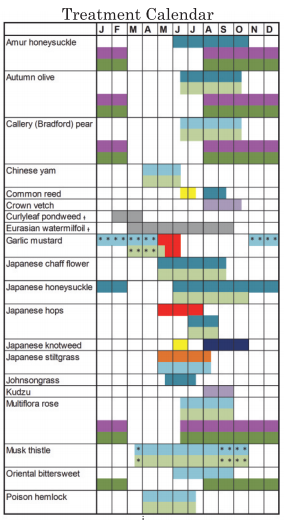 Treatment Calendar
J F M A M J J A S O N D
Amur honeysuckle
Autumn olive
Callery (Bradford) pear
Chinese yam
Common reed
Crown vetch
Curlyleaf pondweed
Eurasian watermilfoil
Garlic mustard
* * * * * * * * * * * *
* * * *
Japanese chaff flower
Japanese honeysuckle
Japanese hops
Japanese knotweed
Japanese stiltgrass
Johnsongrass
Kudzu
Multiflora rose
Musk thistle
* * * * *
* * * * *
Oriental bittersweet
Poison hemlock